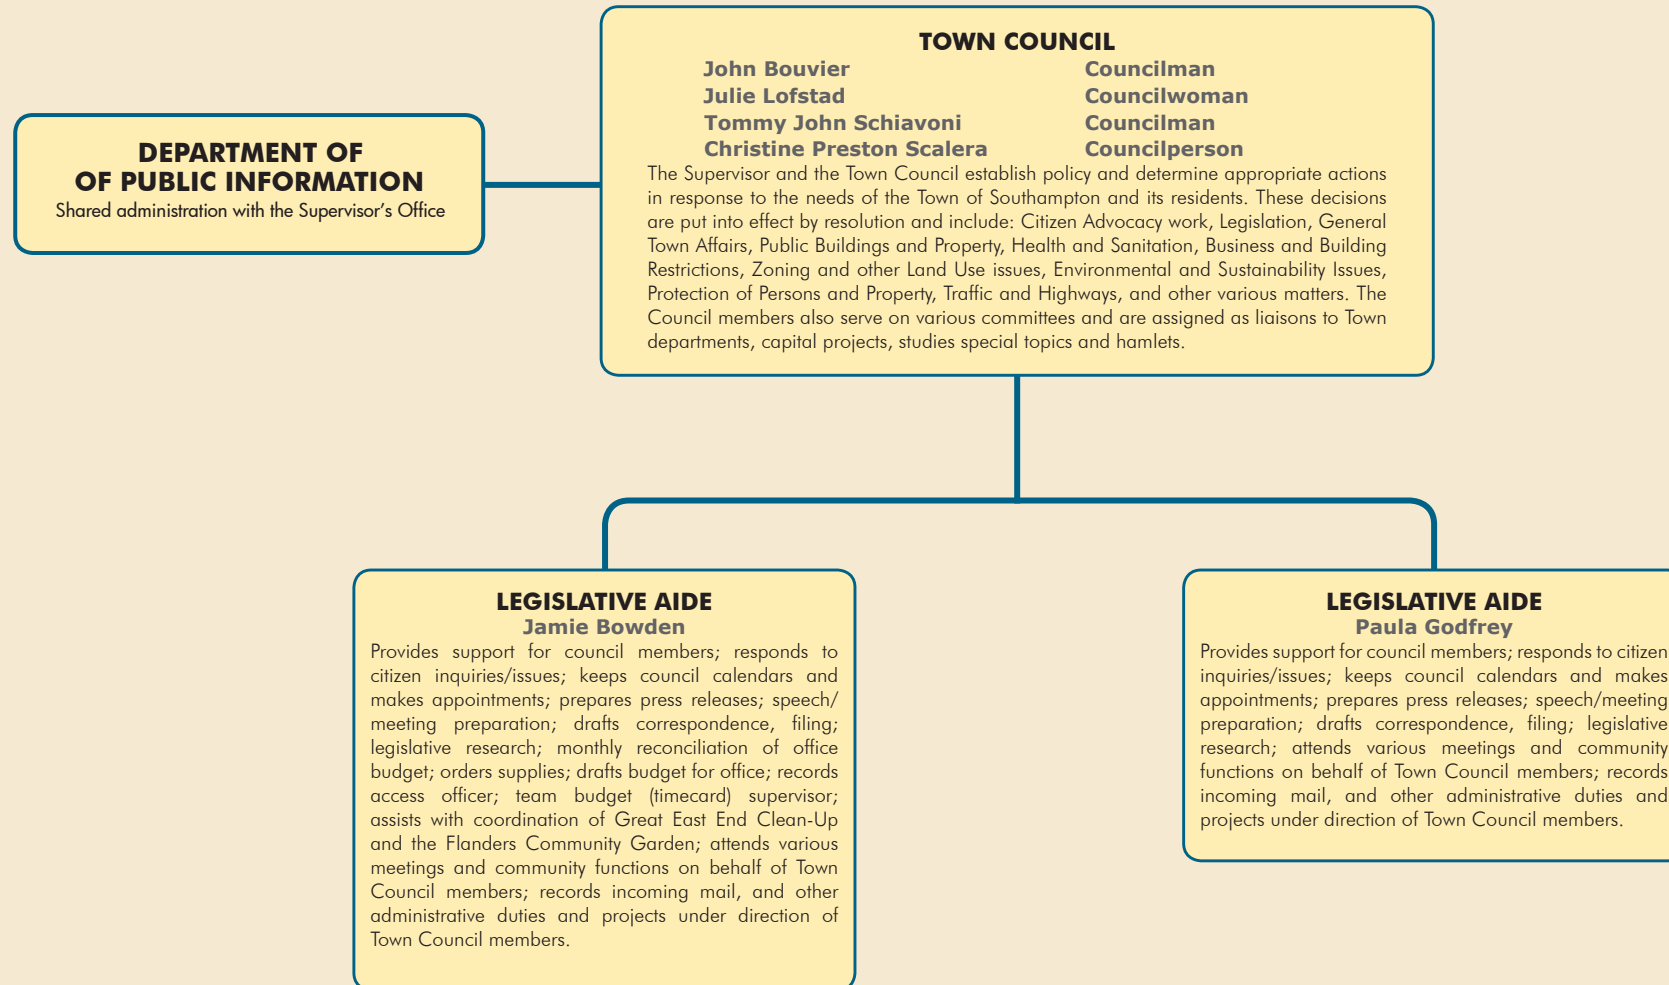 TOWN COUNCIL
John Bouvier Councilman
Julie Lofstad Councilwoman
Tommy John Schiavoni Councilman
Christine Preston Scalera Councilperson
The Supervisor and the Town Council establish policy and determine appropriate actions
in response to the needs of the Town of Southampton and its residents. These decisions
are put into effect by resolution and include: Citizen Advocacy work, Legislation, General
Town Affairs, Public Buildings and Property, Health and Sanitation, Business and Building
Restrictions, Zoning and other Land Use issues, Environmental and Sustainability Issues,
Protection of Persons and Property, Traffic and Highways, and other various matters. The
Council members also serve on various committees and are assigned as liaisons to Town
departments, capital projects, studies special topics and hamlets.
DEPARTMENT OF
OF PUBLIC INFORMATION
Shared administration with the Supervisor's Office
LEGISLATIVE AIDE
Jamie Bowden
Provides support for council members; responds to
citizen inquiries/issues; keeps council calendars and
makes appointments; prepares press releases; speech/
meeting preparation; drafts correspondence, filing;
legislative research; monthly reconciliation of office
budget; orders supplies; drafts budget for office; records
access officer; team budget (timecard) supervisor;
assists with coordination of Great East End Clean-Up
and the Flanders Community Garden; attends various
meetings and community functions on behalf of Town
Council members; records incoming mail, and other
administrative duties and projects under direction of
Town Council members.
LEGISLATIVE AIDE
Paula Godfrey
Provides support for council members; responds to citizen
inquiries/issues; keeps council calendars and makes
appointments; prepares press releases; speech/meeting
preparation; drafts correspondence, filing; legislative
research; attends various meetings and community
functions on behalf of Town Council members; records
incoming mail, and other administrative duties and
projects under direction of Town Council members.